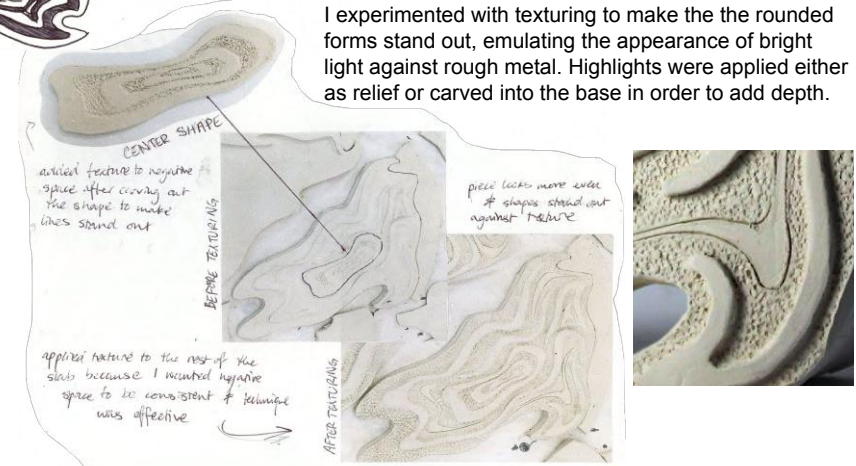 I experimented with texturing to make the the rounded
forms stand out, emulating the appearance of bright
light against rough metal. Highlights were applied either
as relief or carved into the base in order to add depth.
CENTER SHAPE
added texture to negative
space after carving out
the shape to make
lines stand out
BEFORE TEXTURING
piece looks more even
& shapes stand out
against texture
applied texture to the rest of the
slab because I wanted negative
space to be consistent & technique
was effective
AFTER TEXTURING